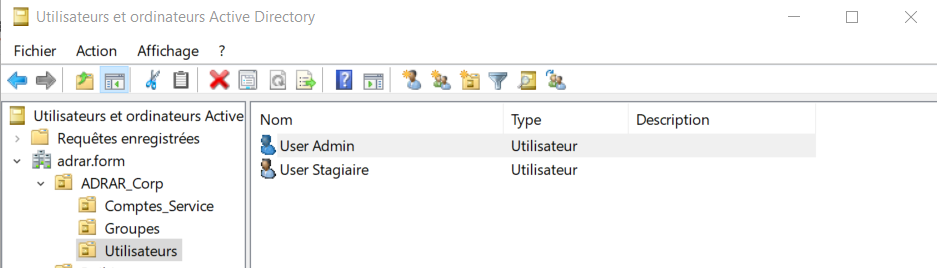 Utilisateurs et ordinateurs Active Directory
Fichier Action Affichage ?
Utilisateurs et ordinateurs Active
Requêtes enregistrées
adrar.form
ADRAR_Corp
Comptes_Service
Groupes
Utilisateurs
Nom Type Description
User Admin Utilisateur
User Stagiaire Utilisateur